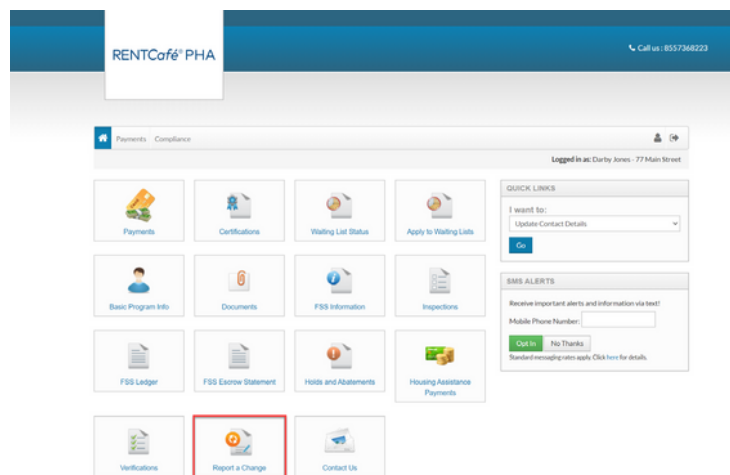 RENTCafé® PHA
Call us : 8557368223
Payments Compliance
Logged in as: Darby Jones - 77 Main Street
Payments
Certifications
Waiting List Status
Apply to Waiting Lists
Basic Program Info
Documents
FSS Information
Inspections
FSS Ledger
FSS Escrow Statement
Holds and Abatements
Housing Assistance
Payments
Verifications
Report a Change
Contact Us
QUICK LINKS
I want to:
Update Contact Details
Go
SMS ALERTS
Receive important alerts and information via text!
Mobile Phone Number:
Opt In No Thanks
Standard messaging rates apply. Click here for details.